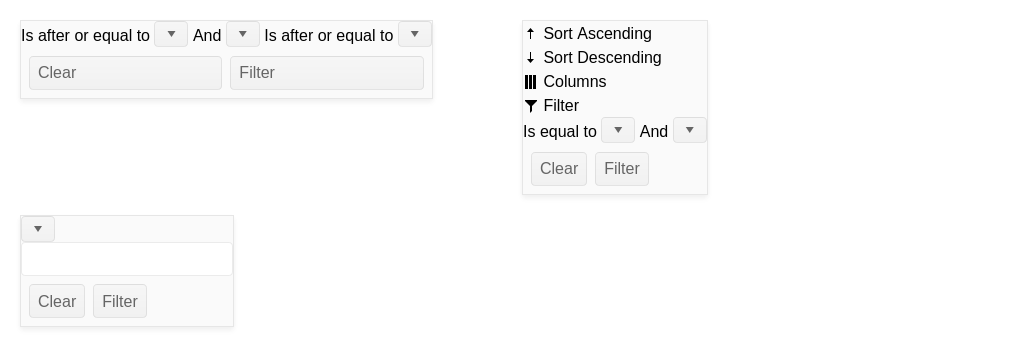 Is after or equal to And Is after or equal to
Clear Filter
Sort Ascending
Sort Descending
Columns
Filter
Is equal to And
Clear Filter
Clear Filter